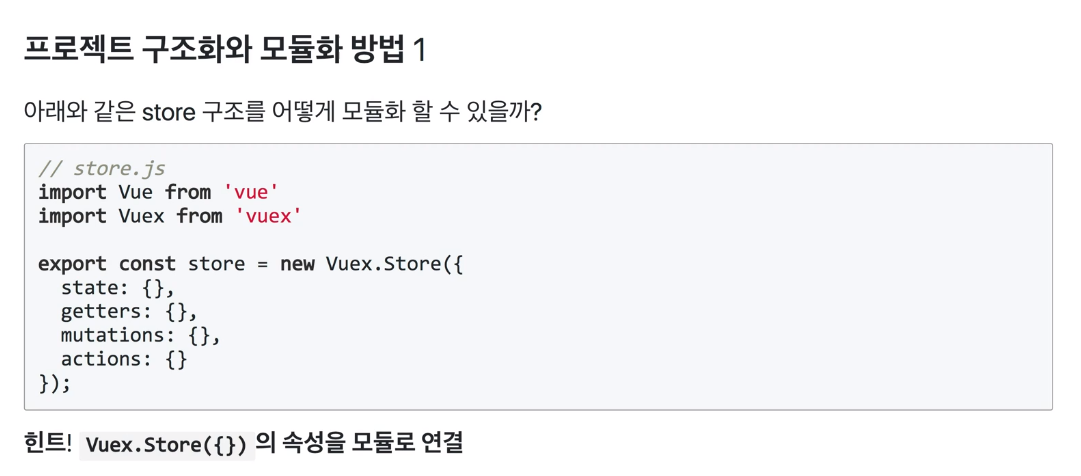 프로젝트 구조화와 모듈화 방법 1
아래와 같은 store 구조를 어떻게 모듈화 할 수 있을까?
// store.js
import Vue from 'vue'
import Vuex from 'vuex'
export const store = new Vuex.Store({
  state: {},
  getters: {},
  mutations: {},
  actions: {}
});
힌트! Vuex.Store({}) 의 속성을 모듈로 연결